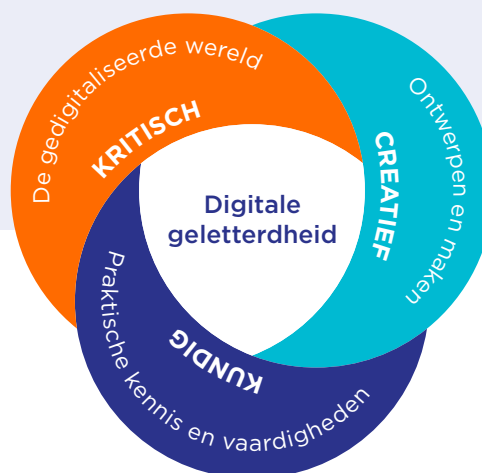 De gedigitaliseerde wereld
KRITISCH
Ontwerpen en maken
CREATIEF
Digitale
geletterdheid
KUNDIG
Praktische kennis en vaardigheden